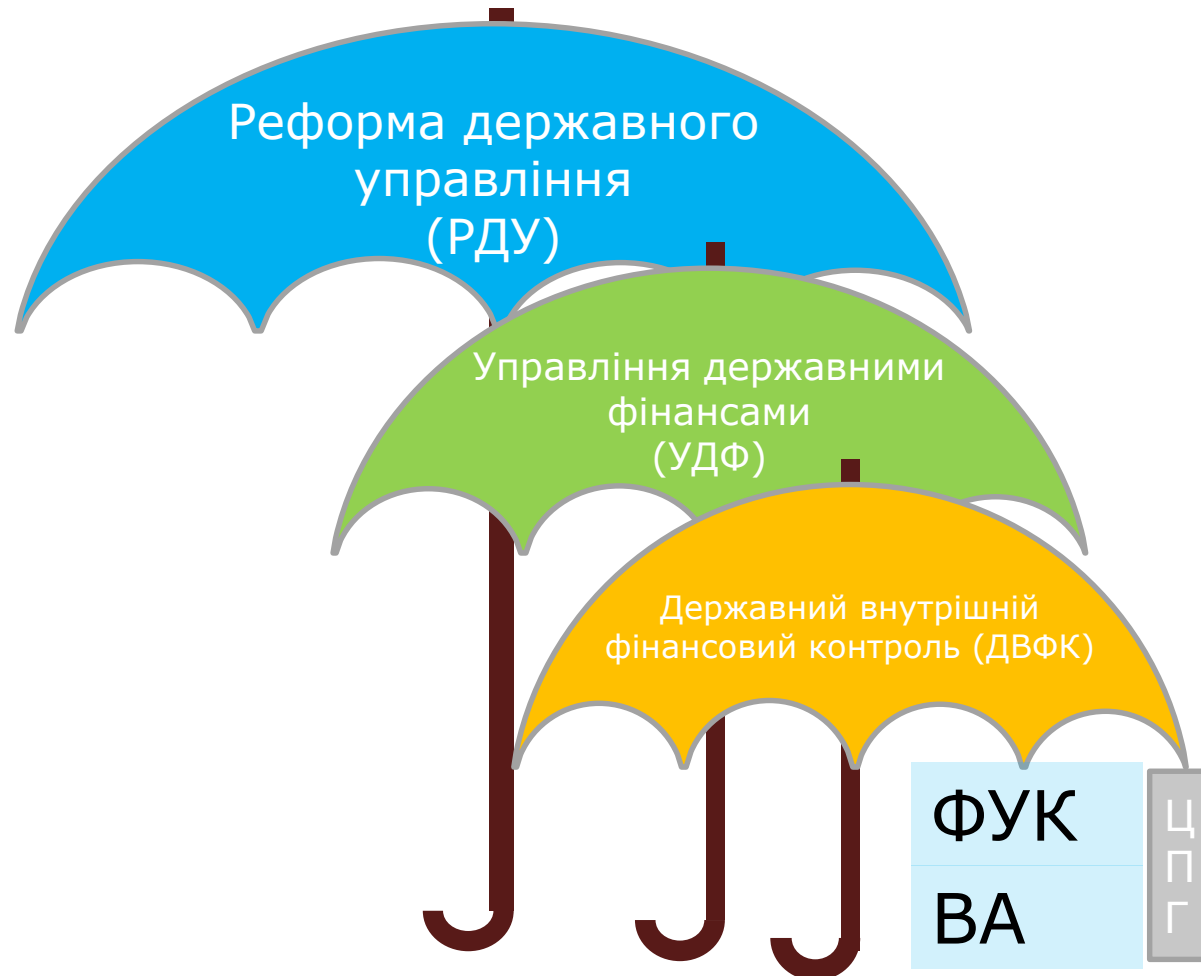 Реформа державного
управління
(РДУ)
Управління державними
фінансами
(УДФ)
Державний внутрішній
фінансовий контроль (ДВФК)
ФУК
ВА
Ц
П
Г